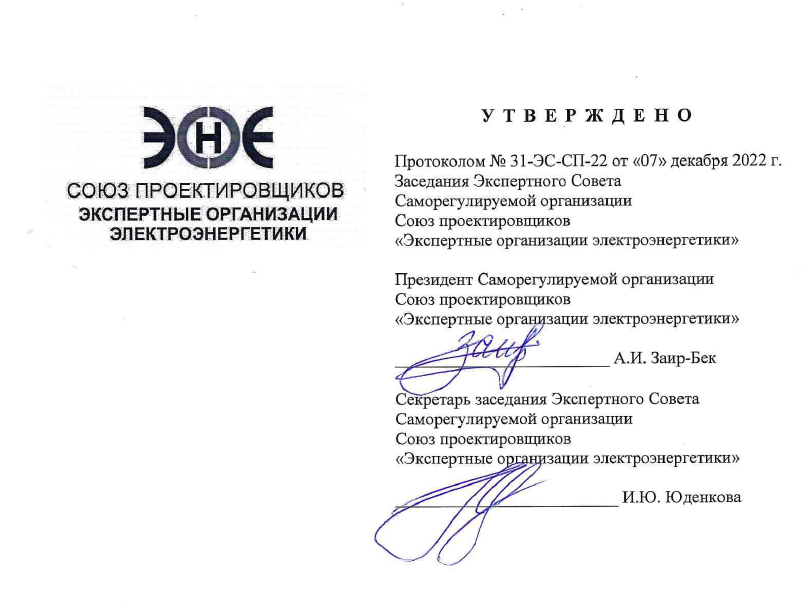 ЭНЕ
СОЮЗ ПРОЕКТИРОВЩИКОВ
ЭКСПЕРТНЫЕ ОРГАНИЗАЦИИ
ЭЛЕКТРОЭНЕРГЕТИКИ
УТВЕРЖДЕНО
Протоколом № 31-ЭС-СП-22 от «07» декабря 2022 г.
Заседания Экспертного Совета
Саморегулируемой организации
Союз проектировщиков
«Экспертные организации электроэнергетики»
Президент Саморегулируемой организации
Союз проектировщиков
«Экспертные организации электроэнергетики»
А.И. Заир-Бек
Секретарь заседания Экспертного Совета
Саморегулируемой организации
Союз проектировщиков
«Экспертные организации электроэнергетики»
И.Ю. Юденкова